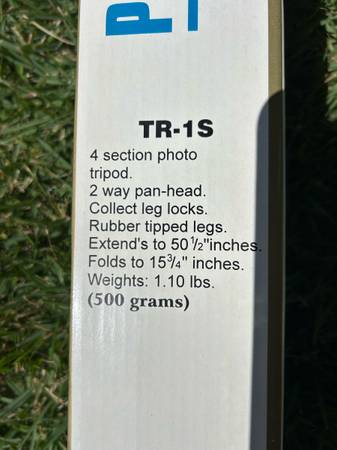 P
TR-1S
4 section photo
tripod.
2 way pan-head.
Collect leg locks.
Rubber tipped legs.
Extend's to 50 1/2"inches.
Folds to 15 3/4" inches.
Weights: 1.10 lbs.
(500 grams)